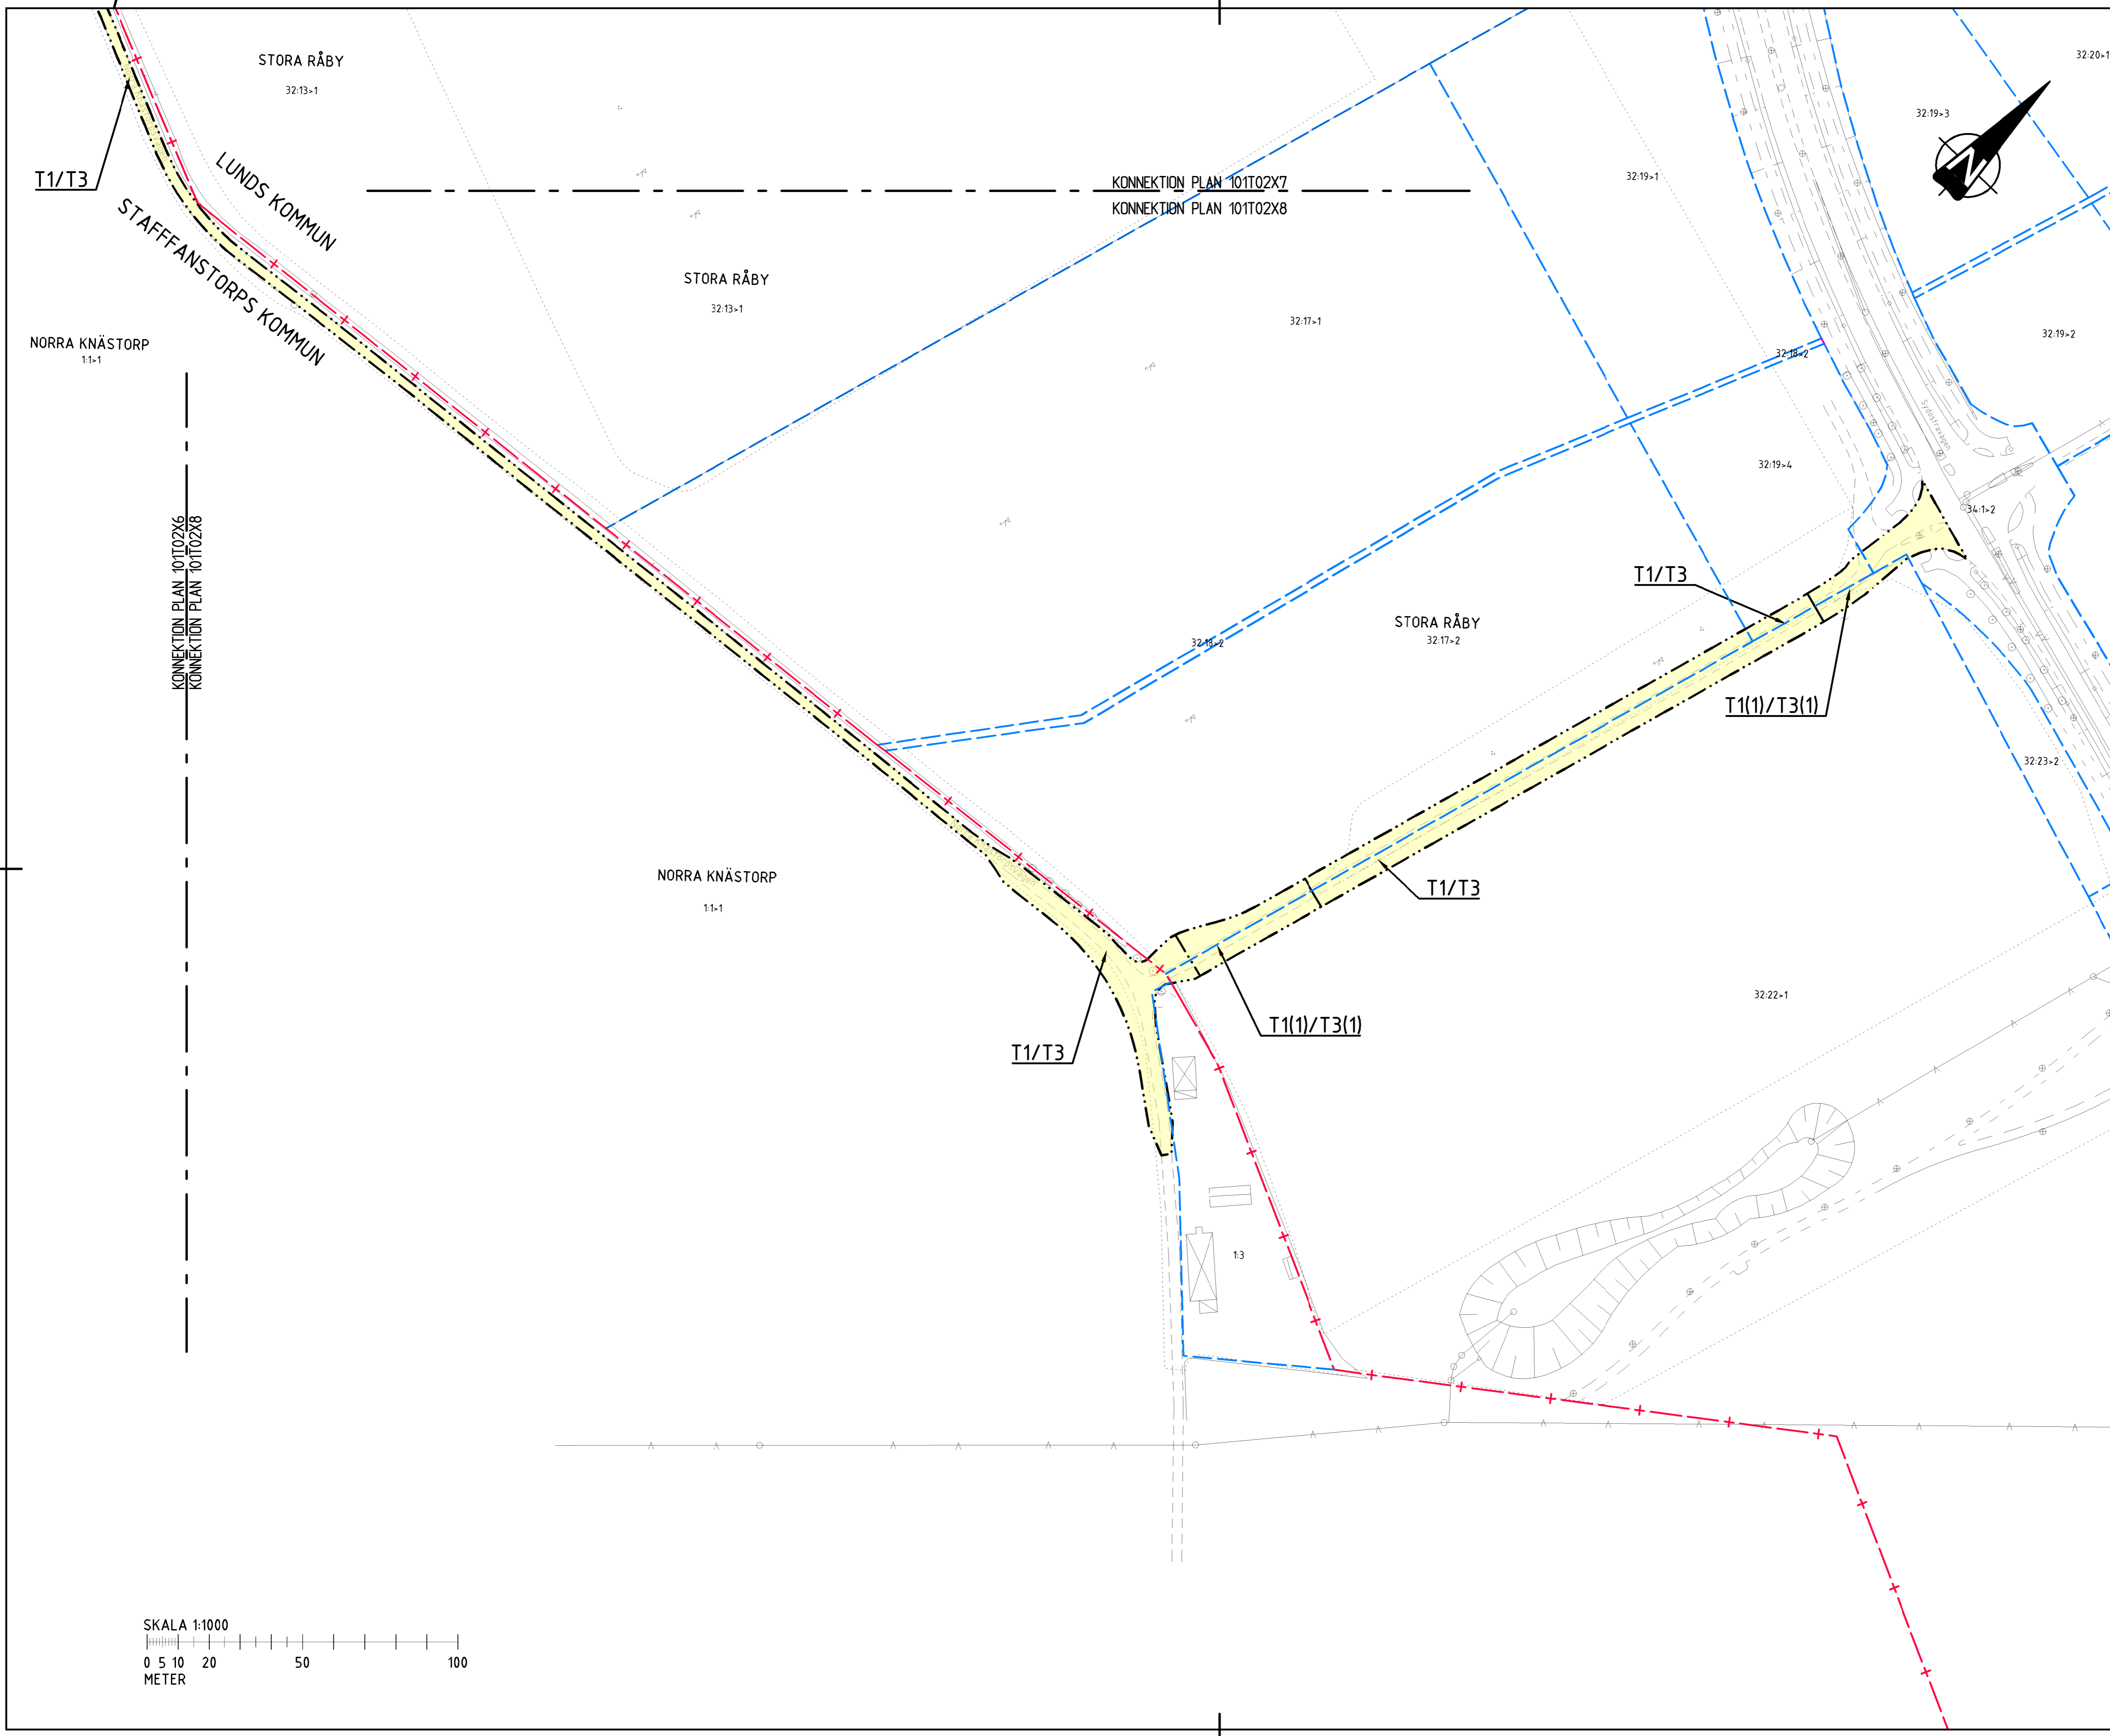 STORA RÅBY
32:13>1
32:20>1
32:19>3
N
T1/T3
LUNDS KOMMUN
STAFFFANSTORPS KOMMUN
KONNEKTION PLAN 101T02X7
KONNEKTION PLAN 101T02X8
32:19>1
STORA RÅBY
32:13>1
32:17>1
32:19>2
32:18>2
NORRA KNÄSTORP
1:1>1
Sydöstravägen
32:19>4
34:1>2
KONNEKTION PLAN 101T02X6
KONNEKTION PLAN 101T02X8
T1/T3
STORA RÅBY
32:17>2
32:18>2
T1(1)/T3(1)
32:23>2
NORRA KNÄSTORP
1:1>1
T1/T3
32:22>1
T1(1)/T3(1)
T1/T3
1:3
SKALA 1:1000
0 5 10 20 50 100
METER